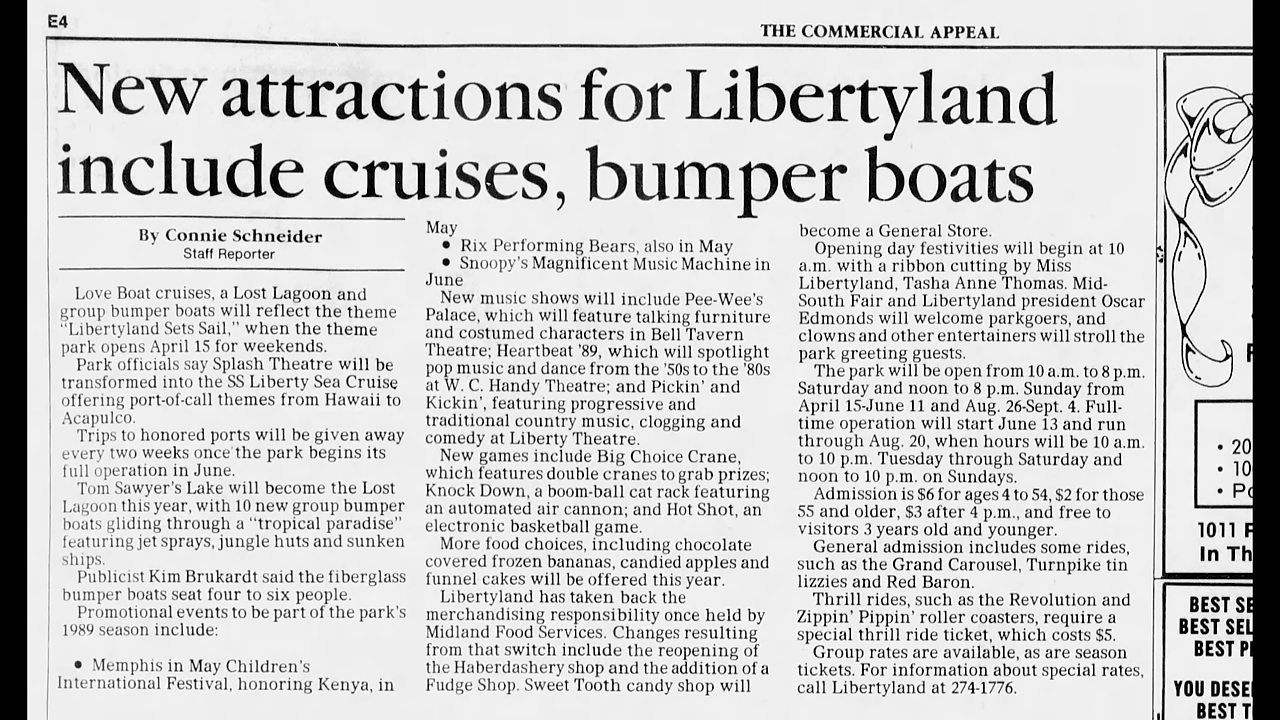 E4
THE COMMERCIAL APPEAL
New attractions for Libertyland
include cruises, bumper boats
By Connie Schneider
Staff Reporter
Love Boat cruises, a Lost Lagoon and
group bumper boats will reflect the theme
"Libertyland Sets Sail," when the theme
park opens April 15 for weekends.
Park officials say Splash Theatre will be
transformed into the SS Liberty Sea Cruise
offering port-of-call themes from Hawaii to
Acapulco.
Trips to honored ports will be given away
every two weeks once the park begins its
full operation in June.
Tom Sawyer's Lake will become the Lost
Lagoon this year, with 10 new group bumper
boats gliding through a "tropical paradise"
featuring jet sprays, jungle huts and sunken
ships.
Publicist Kim Brukardt said the fiberglass
bumper boats seat four to six people.
Promotional events to be part of the park's
1989 season include:
• Memphis in May Children's
International Festival, honoring Kenya, in
May
• Rix Performing Bears, also in May
• Snoopy's Magnificent Music Machine in
June
New music shows will include Pee-Wee's
Palace, which will feature talking furniture
and costumed characters in Bell Tavern
Theatre; Heartbeat '89, which will spotlight
pop music and dance from the '50s to the '80s
at W. C. Handy Theatre; and Pickin' and
Kickin', featuring progressive and
traditional country music, clogging and
comedy at Liberty Theatre.
New games include Big Choice Crane,
which features double cranes to grab prizes;
Knock Down, a boom-ball cat rack featuring
an automated air cannon; and Hot Shot, an
electronic basketball game.
More food choices, including chocolate
covered frozen bananas, candied apples and
funnel cakes will be offered this year.
Libertyland has taken back the
merchandising responsibility once held by
Midland Food Services. Changes resulting
from that switch include the reopening of
the Haberdashery shop and the addition of a
Fudge Shop. Sweet Tooth candy shop will
become a General Store.
Opening day festivities will begin at 10
a.m. with a ribbon cutting by Miss
Libertyland, Tasha Anne Thomas. Mid-
South Fair and Libertyland president Oscar
Edmonds will welcome parkgoers, and
clowns and other entertainers will stroll the
park greeting guests.
The park will be open from 10 a.m. to 8 p.m.
Saturday and noon to 8 p.m. Sunday from
April 15-June 11 and Aug. 26-Sept. 4. Full-
time operation will start June 13 and run
through Aug. 20, when hours will be 10 a.m.
to 10 p.m. Tuesday through Saturday and
noon to 10 p.m. on Sundays.
Admission is $6 for ages 4 to 54, $2 for those
55 and older, $3 after 4 p.m., and free to
visitors 3 years old and younger.
General admission includes some rides,
such as the Grand Carousel, Turnpike tin
lizzies and Red Baron.
Thrill rides, such as the Revolution and
Zippin' Pippin' roller coasters, require a
special thrill ride ticket, which costs $5.
Group rates are available, as are season
tickets. For information about special rates,
call Libertyland at 274-1776.
• 20
• 10
1011
In Th
BEST SE
BEST SEL
BEST
YOU DESE
BEST T